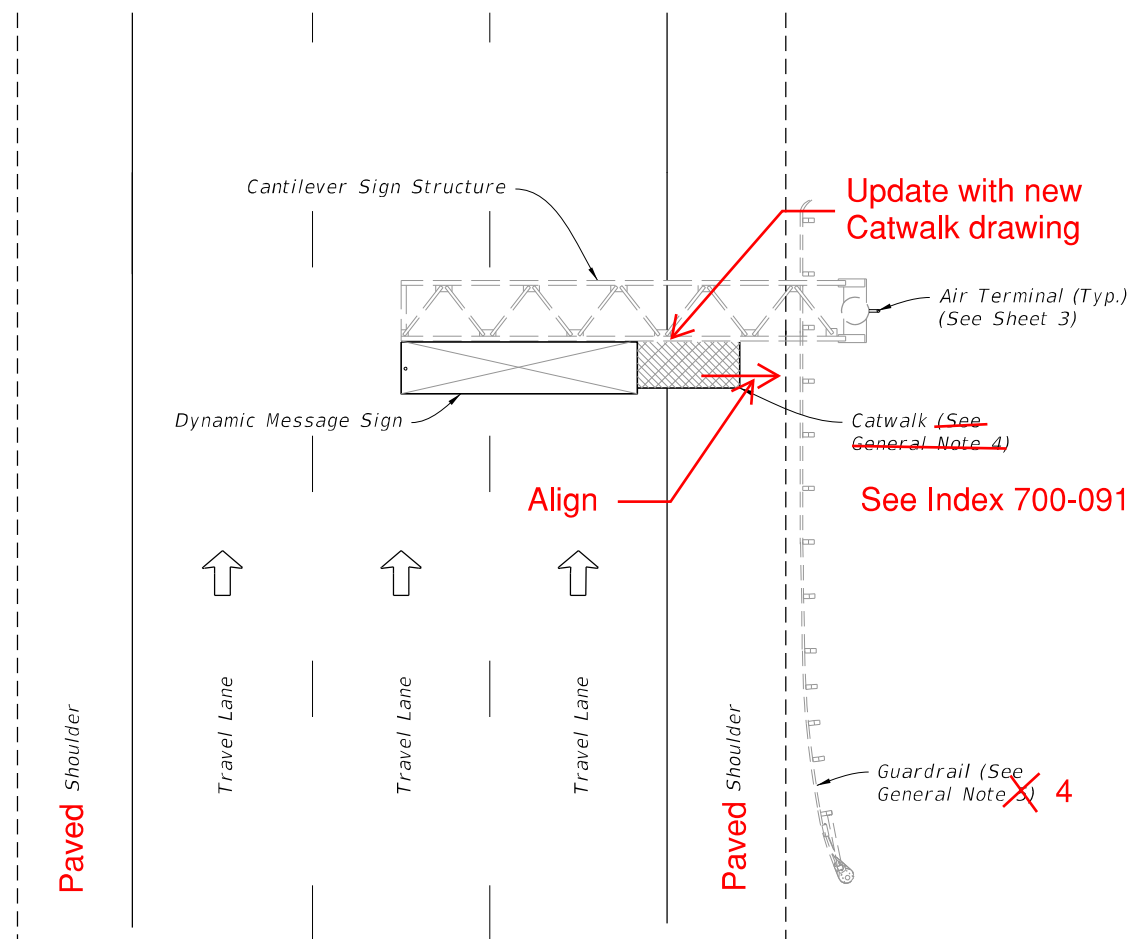 Cantilever Sign Structure
Update with new
Catwalk drawing
Air Terminal (Typ.)
(See Sheet 3)
Dynamic Message Sign
Catwalk (See
General Note 4)
Align
See Index 700-091
Travel Lane
Travel Lane
Travel Lane
Paved Shoulder
Paved Shoulder
Guardrail (See
General Note 3) 4